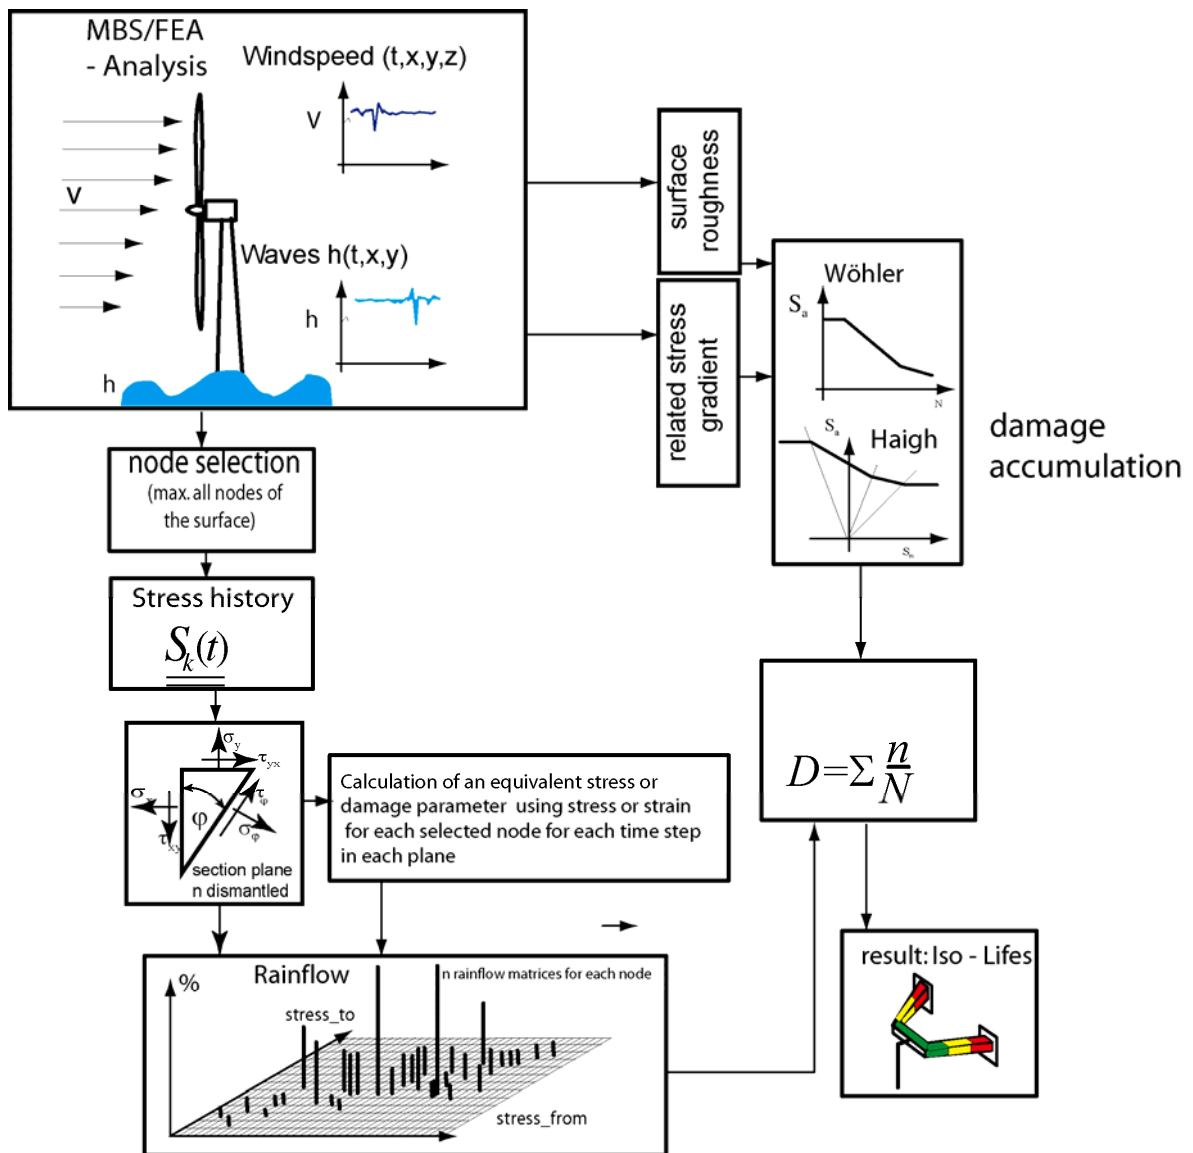 MBS/FEA
- Analysis
Windspeed (t,x,y,z)
V
V
Waves h(t,x,y)
h
h
surface
roughness
related stress
gradient
Wöhler
Sa
N
Sa
Haigh
Sm
damage
accumulation
node selection
(max. all nodes of
the surface)
Stress history
Sk(t)
σy
τyx
σx
τφ
τxy
φ
σφ
section plane
n dismantled
Calculation of an equivalent stress or
damage parameter using stress or strain
for each selected node for each time step
in each plane
D=Σ n/N
Rainflow
n rainflow matrices for each node
%
stress_to
stress_from
result: Iso - Lifes